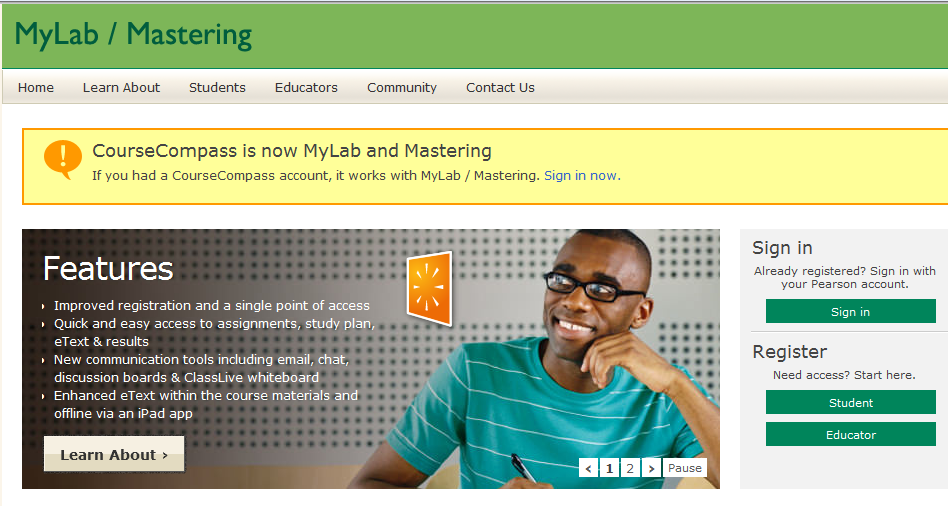 MyLab / Mastering
Home Learn About Students Educators Community Contact Us
CourseCompass is now MyLab and Mastering
If you had a CourseCompass account, it works with MyLab / Mastering. Sign in now.
Features
Improved registration and a single point of access
Quick and easy access to assignments, study plan,
eText & results
New communication tools including email, chat,
discussion boards & ClassLive whiteboard
Enhanced eText within the course materials and
offline via an iPad app
Learn About ›
‹ 1 2 › Pause
Sign in
Already registered? Sign in with
your Pearson account.
Sign in
Register
Need access? Start here.
Student
Educator